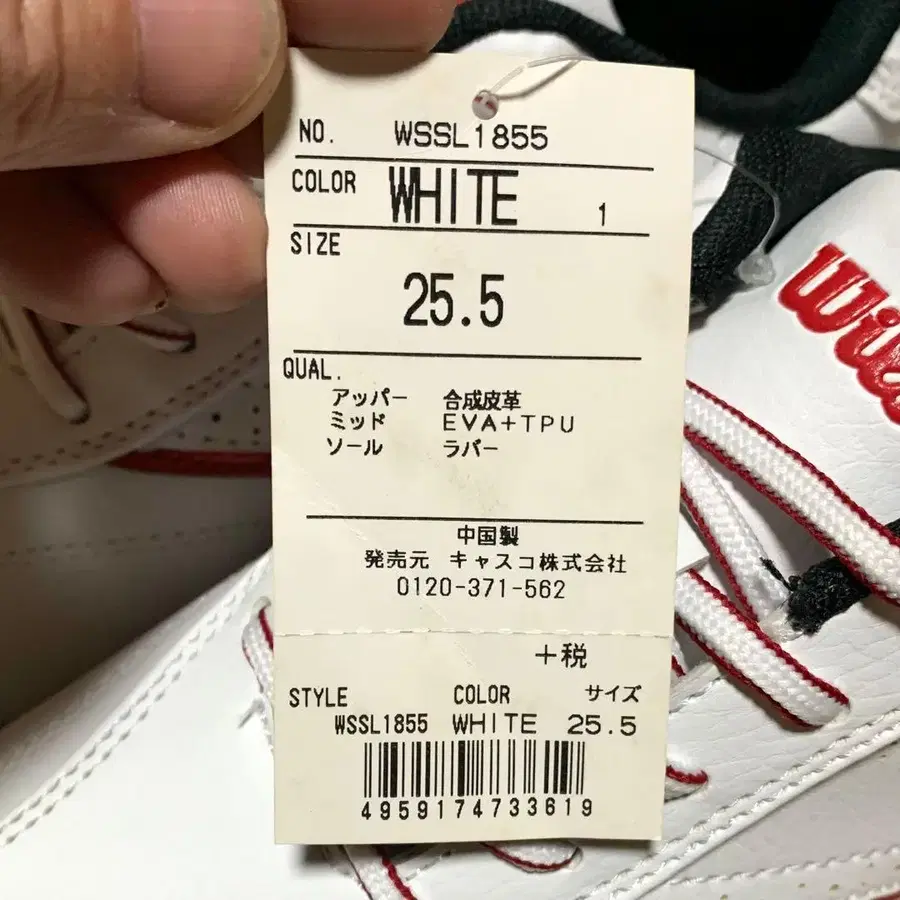 NO. WSSL1855
COLOR WHITE 1
SIZE
25.5
QUAL.
アッパー 合成皮革
ミッド EVA+TPU
ソール ラバー
中国製
発売元 キャスコ株式会社
0120-371-562
+税
STYLE COLOR サイズ
WSSL1855 WHITE 25.5
4959174733619